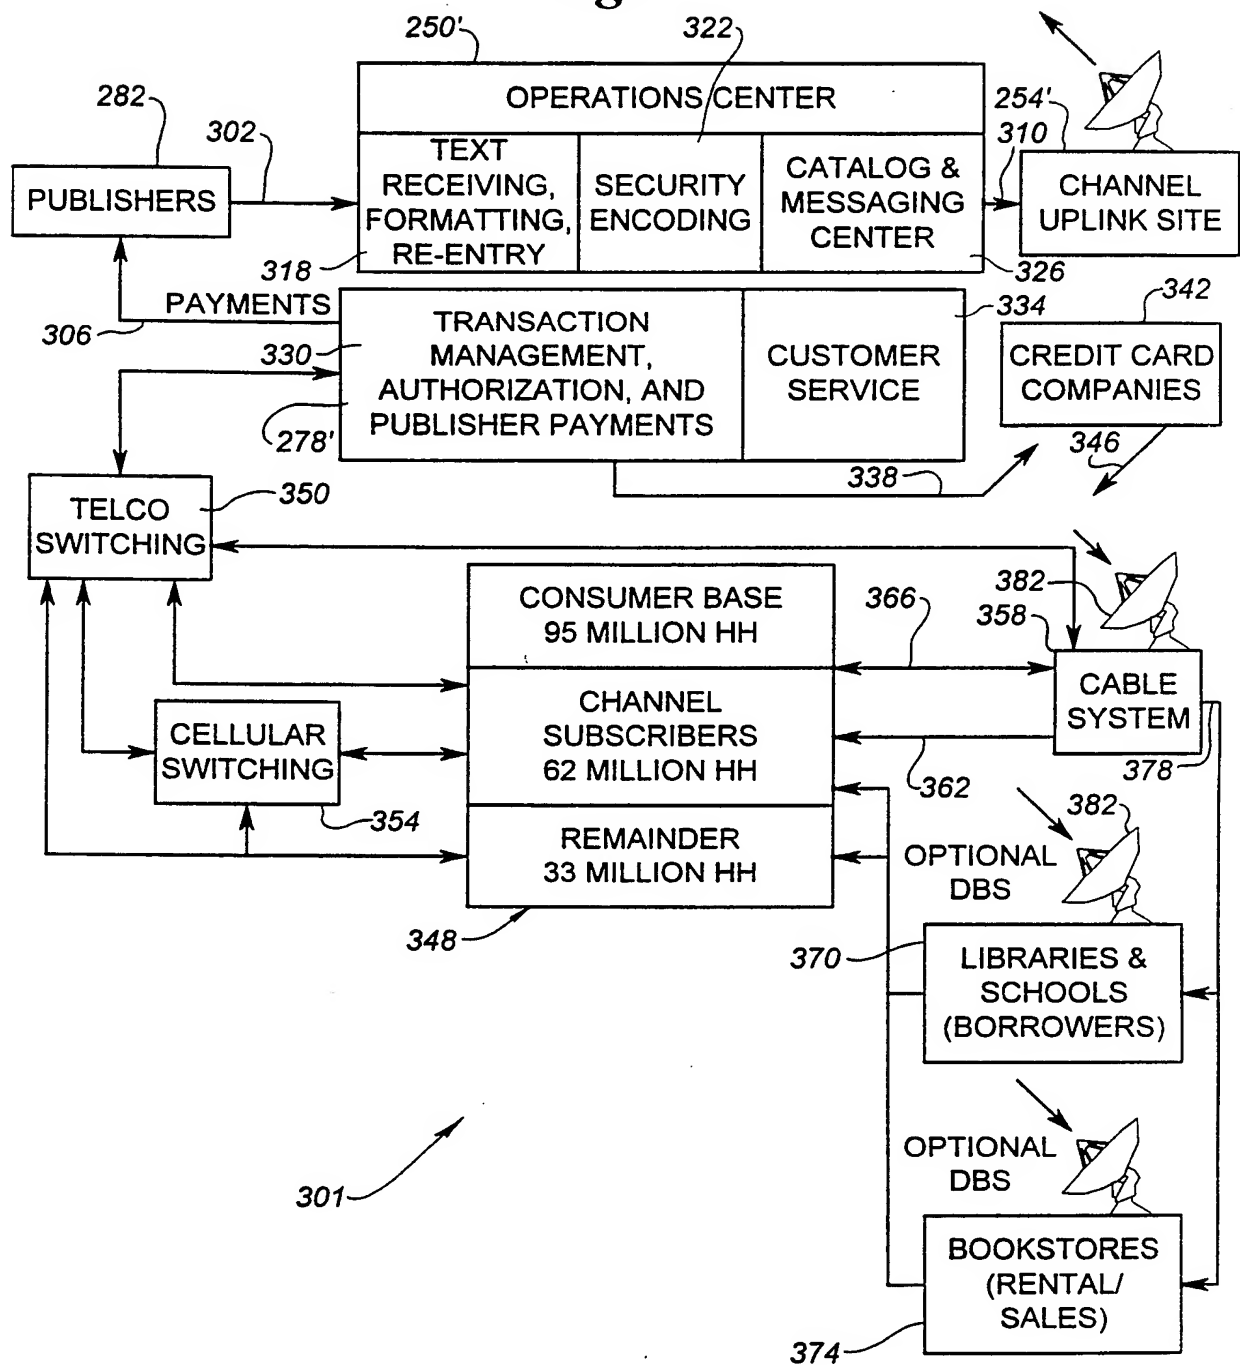 g
250'
322
282
302
OPERATIONS CENTER
254'
310
PUBLISHERS
TEXT
RECEIVING,
FORMATTING,
RE-ENTRY
SECURITY
ENCODING
CATALOG &
MESSAGING
CENTER
CHANNEL
UPLINK SITE
318
326
PAYMENTS
306
330
TRANSACTION
MANAGEMENT,
AUTHORIZATION, AND
PUBLISHER PAYMENTS
278'
334
CUSTOMER
SERVICE
342
CREDIT CARD
COMPANIES
346
338
350
TELCO
SWITCHING
CONSUMER BASE
95 MILLION HH
366
382
358
CHANNEL
SUBSCRIBERS
62 MILLION HH
CABLE
SYSTEM
CELLULAR
SWITCHING
362
378
354
REMAINDER
33 MILLION HH
382
OPTIONAL
DBS
348
370
LIBRARIES &
SCHOOLS
(BORROWERS)
301
OPTIONAL
DBS
BOOKSTORES
(RENTAL/
SALES)
374